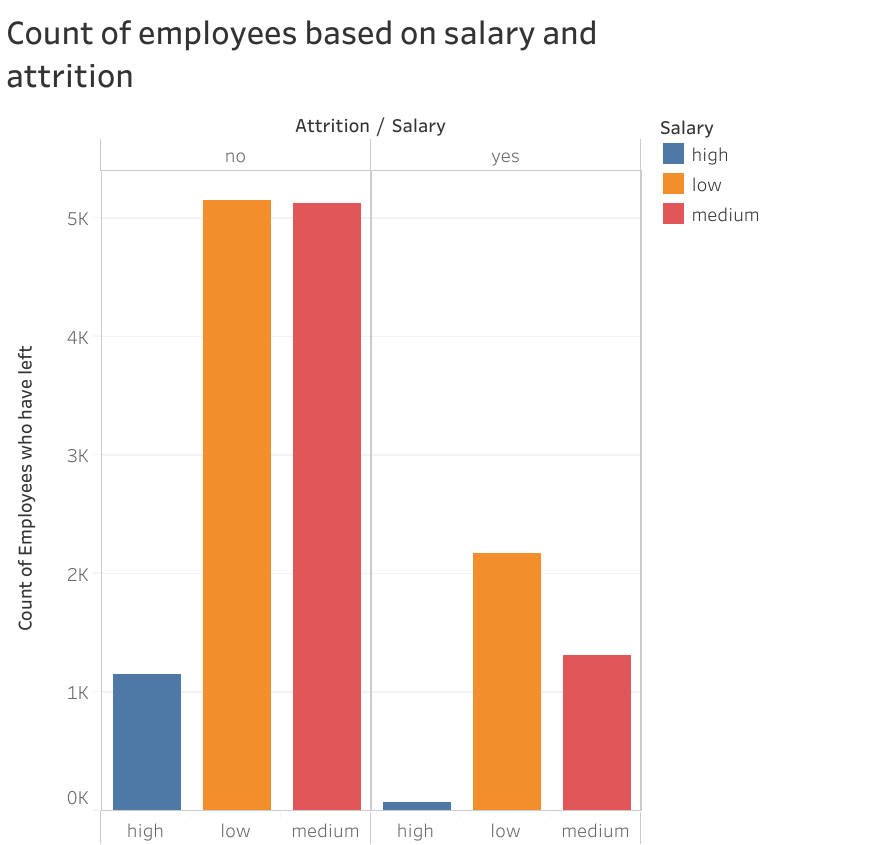 Count of employees based on salary and
attrition
Attrition / Salary
no
yes
Salary
high
low
medium
Count of Employees who have left
5K
4K
3K
2K
1K
0K
high
low
medium
high
low
medium